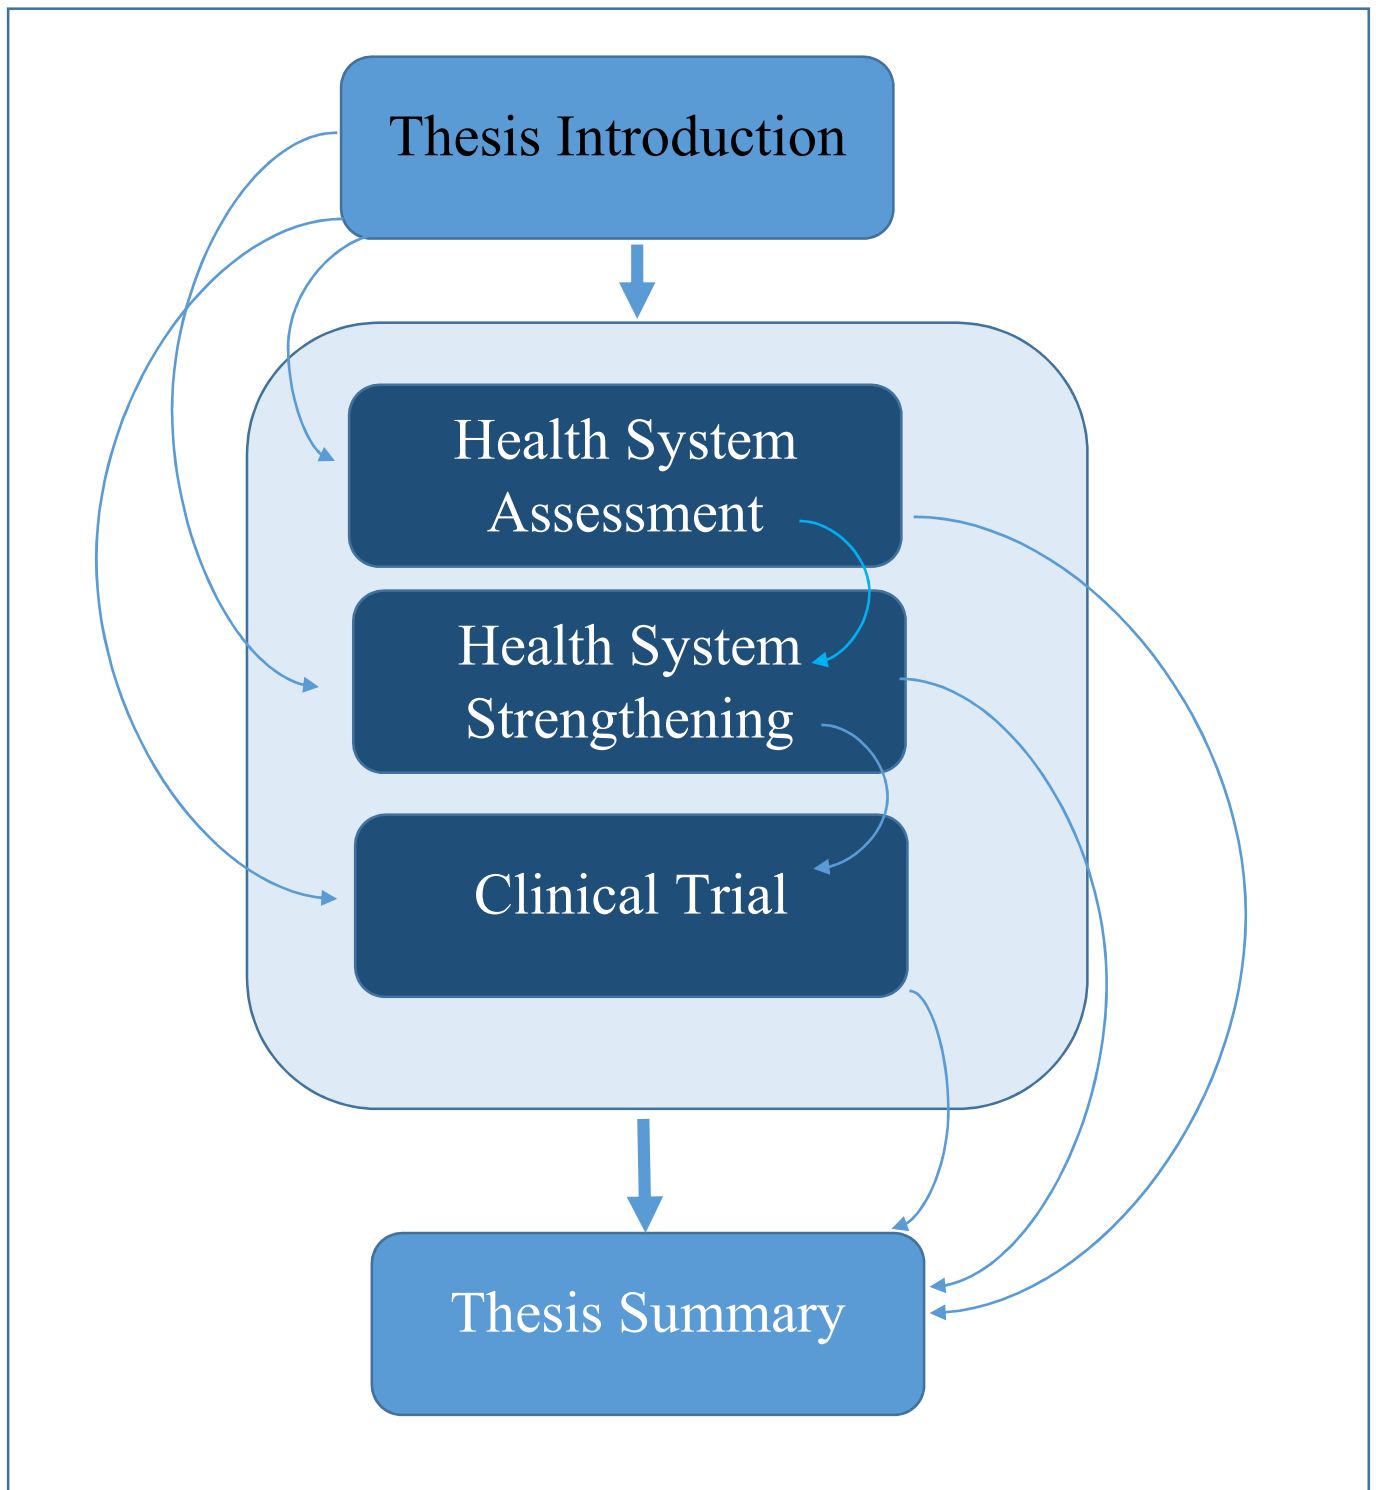 Thesis Introduction
Health System
Assessment
Health System
Strengthening
Clinical Trial
Thesis Summary